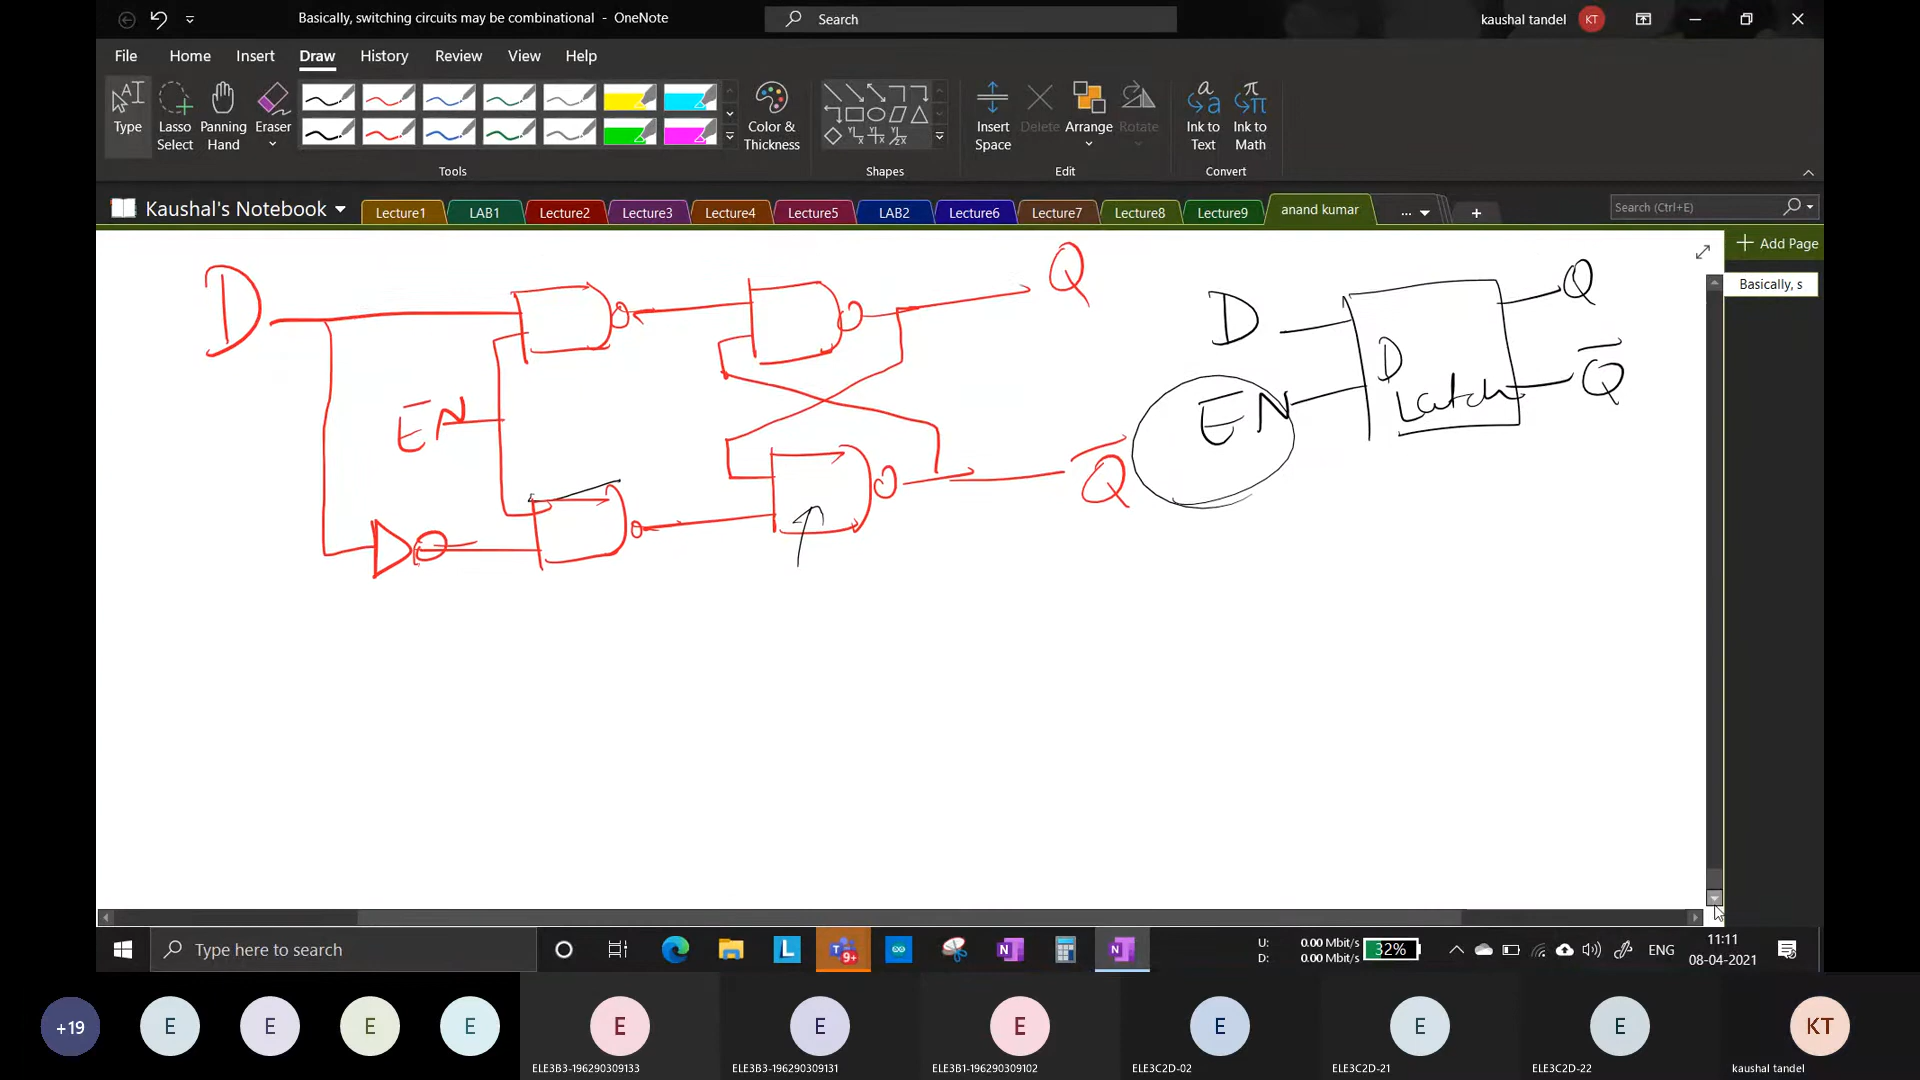 Basically, switching circuits may be combinational - OneNote
Search
kaushal tandel
KT
File Home Insert Draw History Review View Help
Type
Lasso Select
Panning Hand
Eraser
Color & Thickness
Insert Space
Delete
Arrange
Rotate
Ink to Text
Ink to Math
Tools
Shapes
Edit
Convert
Kaushal's Notebook
Lecture1 LAB1 Lecture2 Lecture3 Lecture4 Lecture5 LAB2 Lecture6 Lecture7 Lecture8 Lecture9 anand kumar ... +
Search (Ctrl+E)
Add Page
Basically, s
D
EN
Q
Q̅
D
EN
D
Latch
Q
Q̅
Type here to search
9+
U: 0.00 Mbit/s
D: 0.00 Mbit/s
32%
ENG
11:11
08-04-2021
+19
E
E
E
E
E
E
E
E
E
E
KT
ELE3B3-196290309133
ELE3B3-196290309131
ELE3B1-196290309102
ELE3C2D-02
ELE3C2D-21
ELE3C2D-22
kaushal tandel